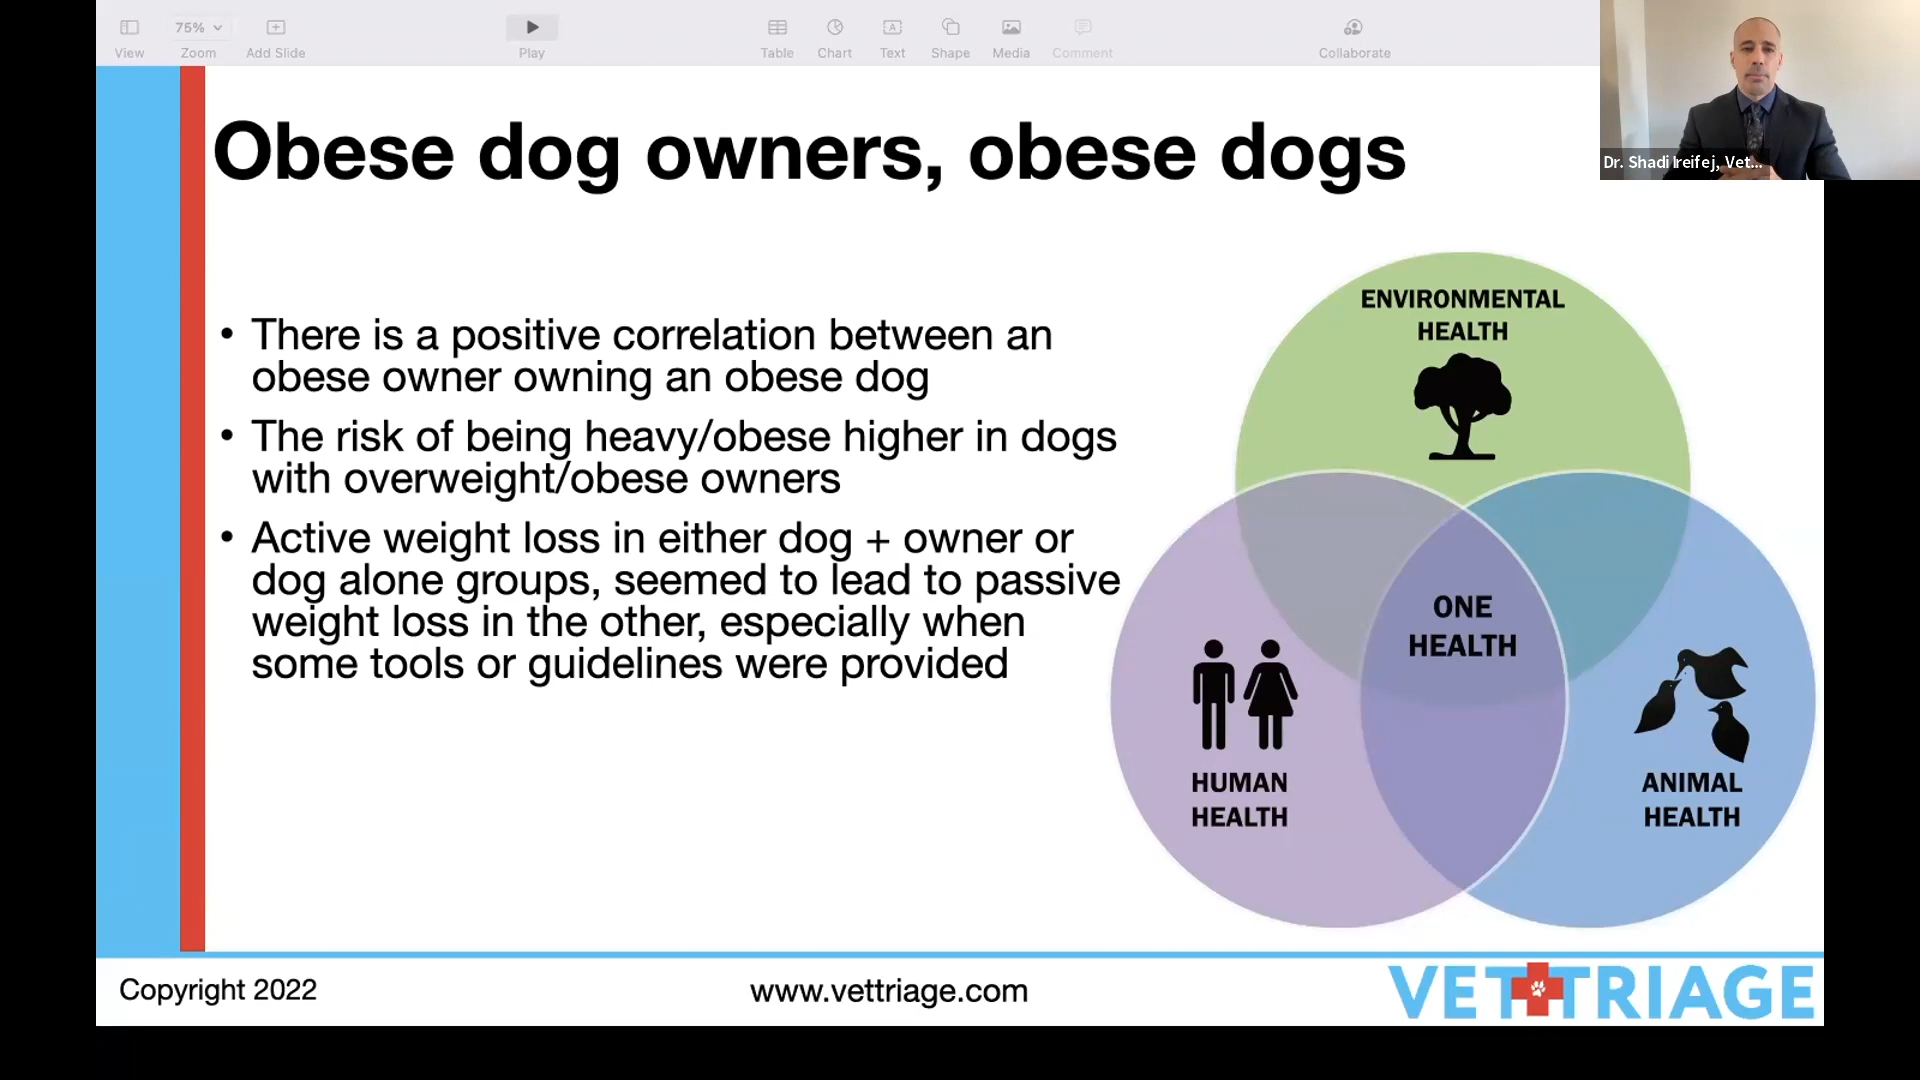 75%
View
Zoom
Add Slide
Play
Table
Chart
Text
Shape
Media
Comment
Collaborate
Dr. Shadi Ireifej, Vet...
Obese dog owners, obese dogs
• There is a positive correlation between an
obese owner owning an obese dog
• The risk of being heavy/obese higher in dogs
with overweight/obese owners
• Active weight loss in either dog + owner or
dog alone groups, seemed to lead to passive
weight loss in the other, especially when
some tools or guidelines were provided
ENVIRONMENTAL
HEALTH
ONE
HEALTH
HUMAN
HEALTH
ANIMAL
HEALTH
Copyright 2022
www.vettriage.com
VETTRIAGE